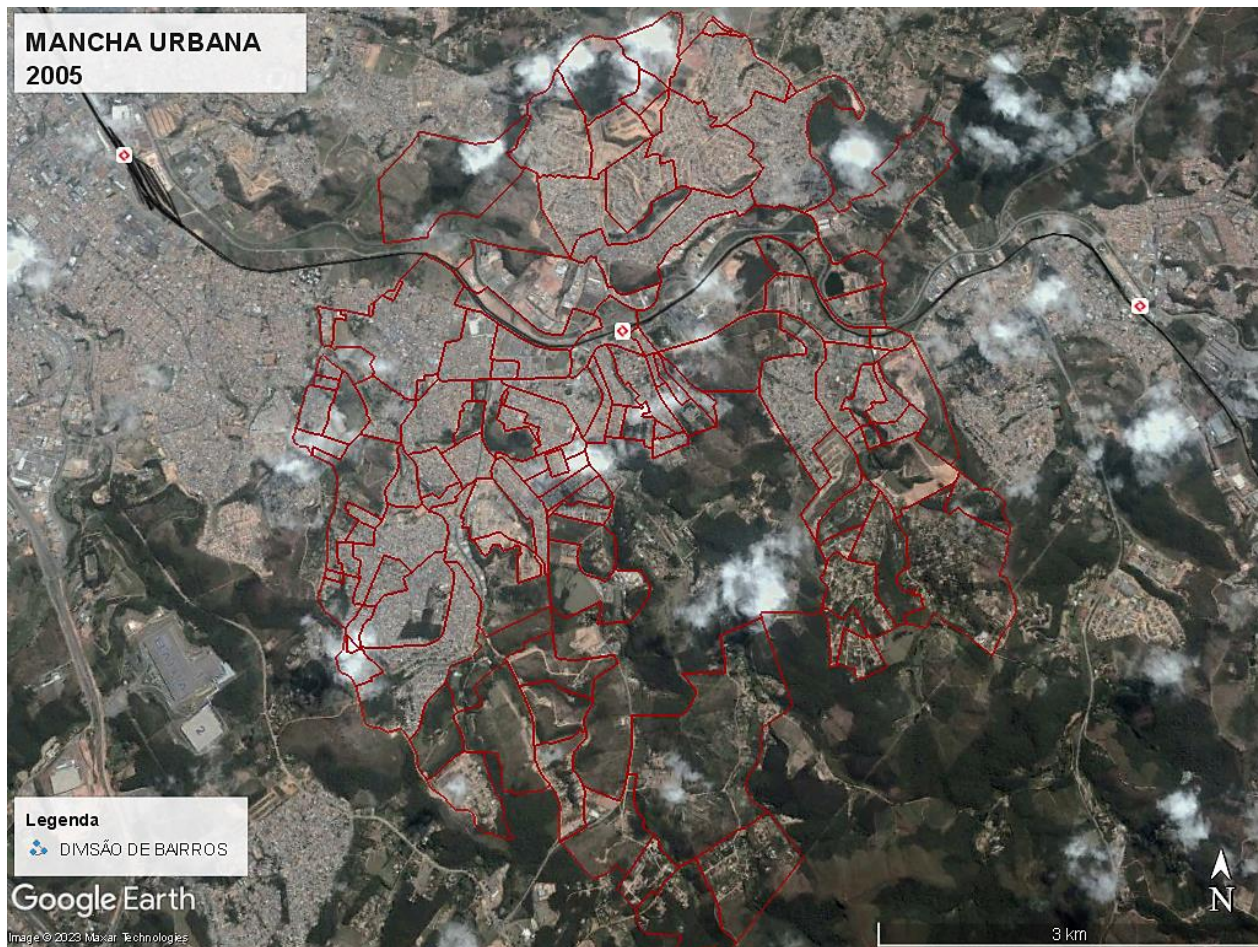 MANCHA URBANA
2005
Legenda
DIVISÃO DE BAIRROS
Google Earth
Image © 2023 Maxar Technologies
3 km
N